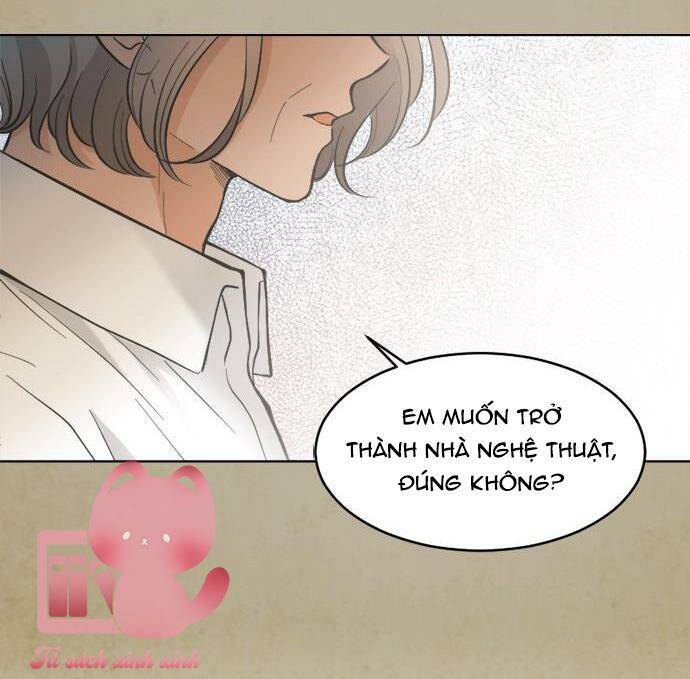 EM MUỐN TRỞ
THÀNH NHÀ NGHỆ THUẬT,
ĐÚNG KHÔNG?
Tủ sách xinh xinh